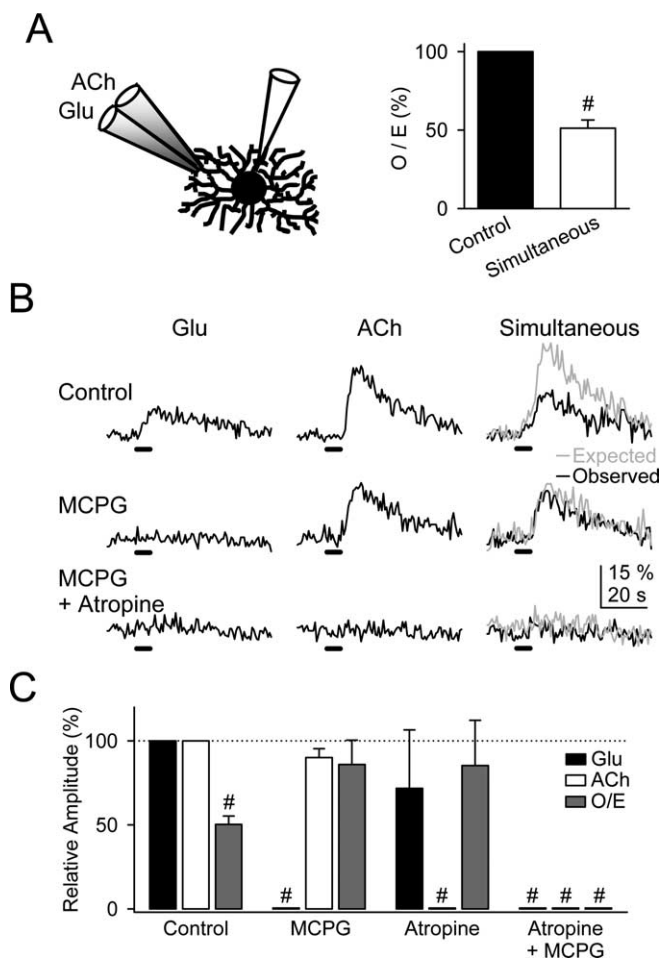 A
ACh
Glu
100
50
0
O / E (%)
#
Control
Simultaneous
B
Glu ACh Simultaneous
Control
Expected
Observed
MCPG
MCPG
+ Atropine
15 %
20 s
C
Relative Amplitude (%)
100
50
0
#
#
#
# # #
Glu
ACh
O/E
Control MCPG Atropine Atropine
+ MCPG